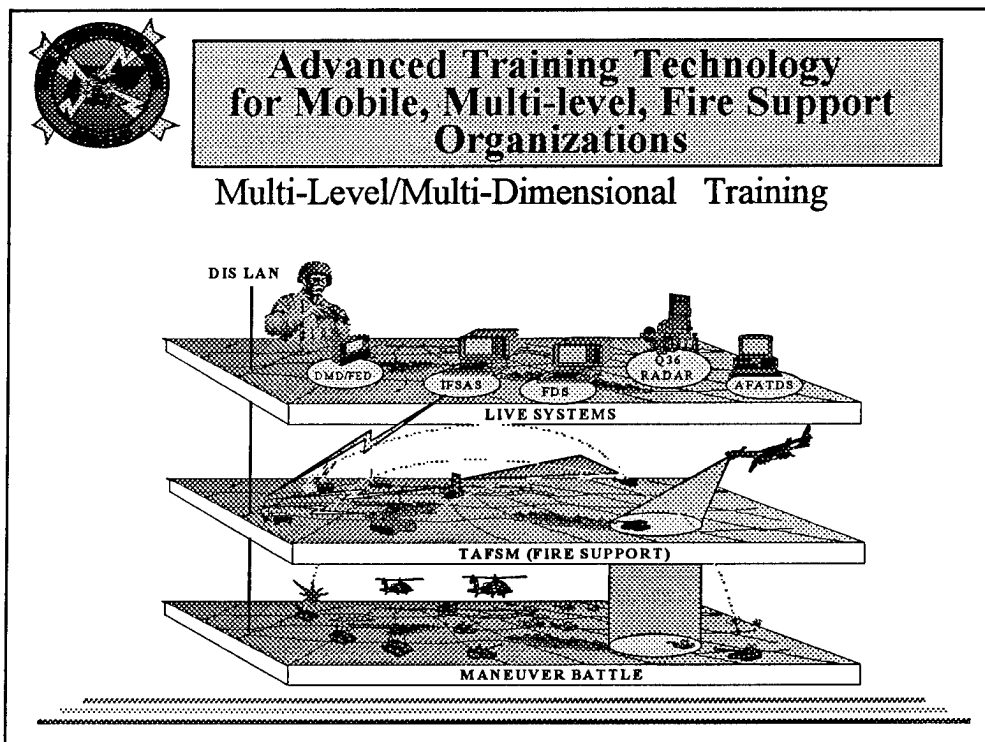 Advanced Training Technology
for Mobile, Multi-level, Fire Support
Organizations
Multi-Level/Multi-Dimensional Training
DIS LAN
DMD/FED
IFSAS
FDS
Q36
RADAR
AFATDS
LIVE SYSTEMS
TAFSM (FIRE SUPPORT)
MANEUVER BATTLE